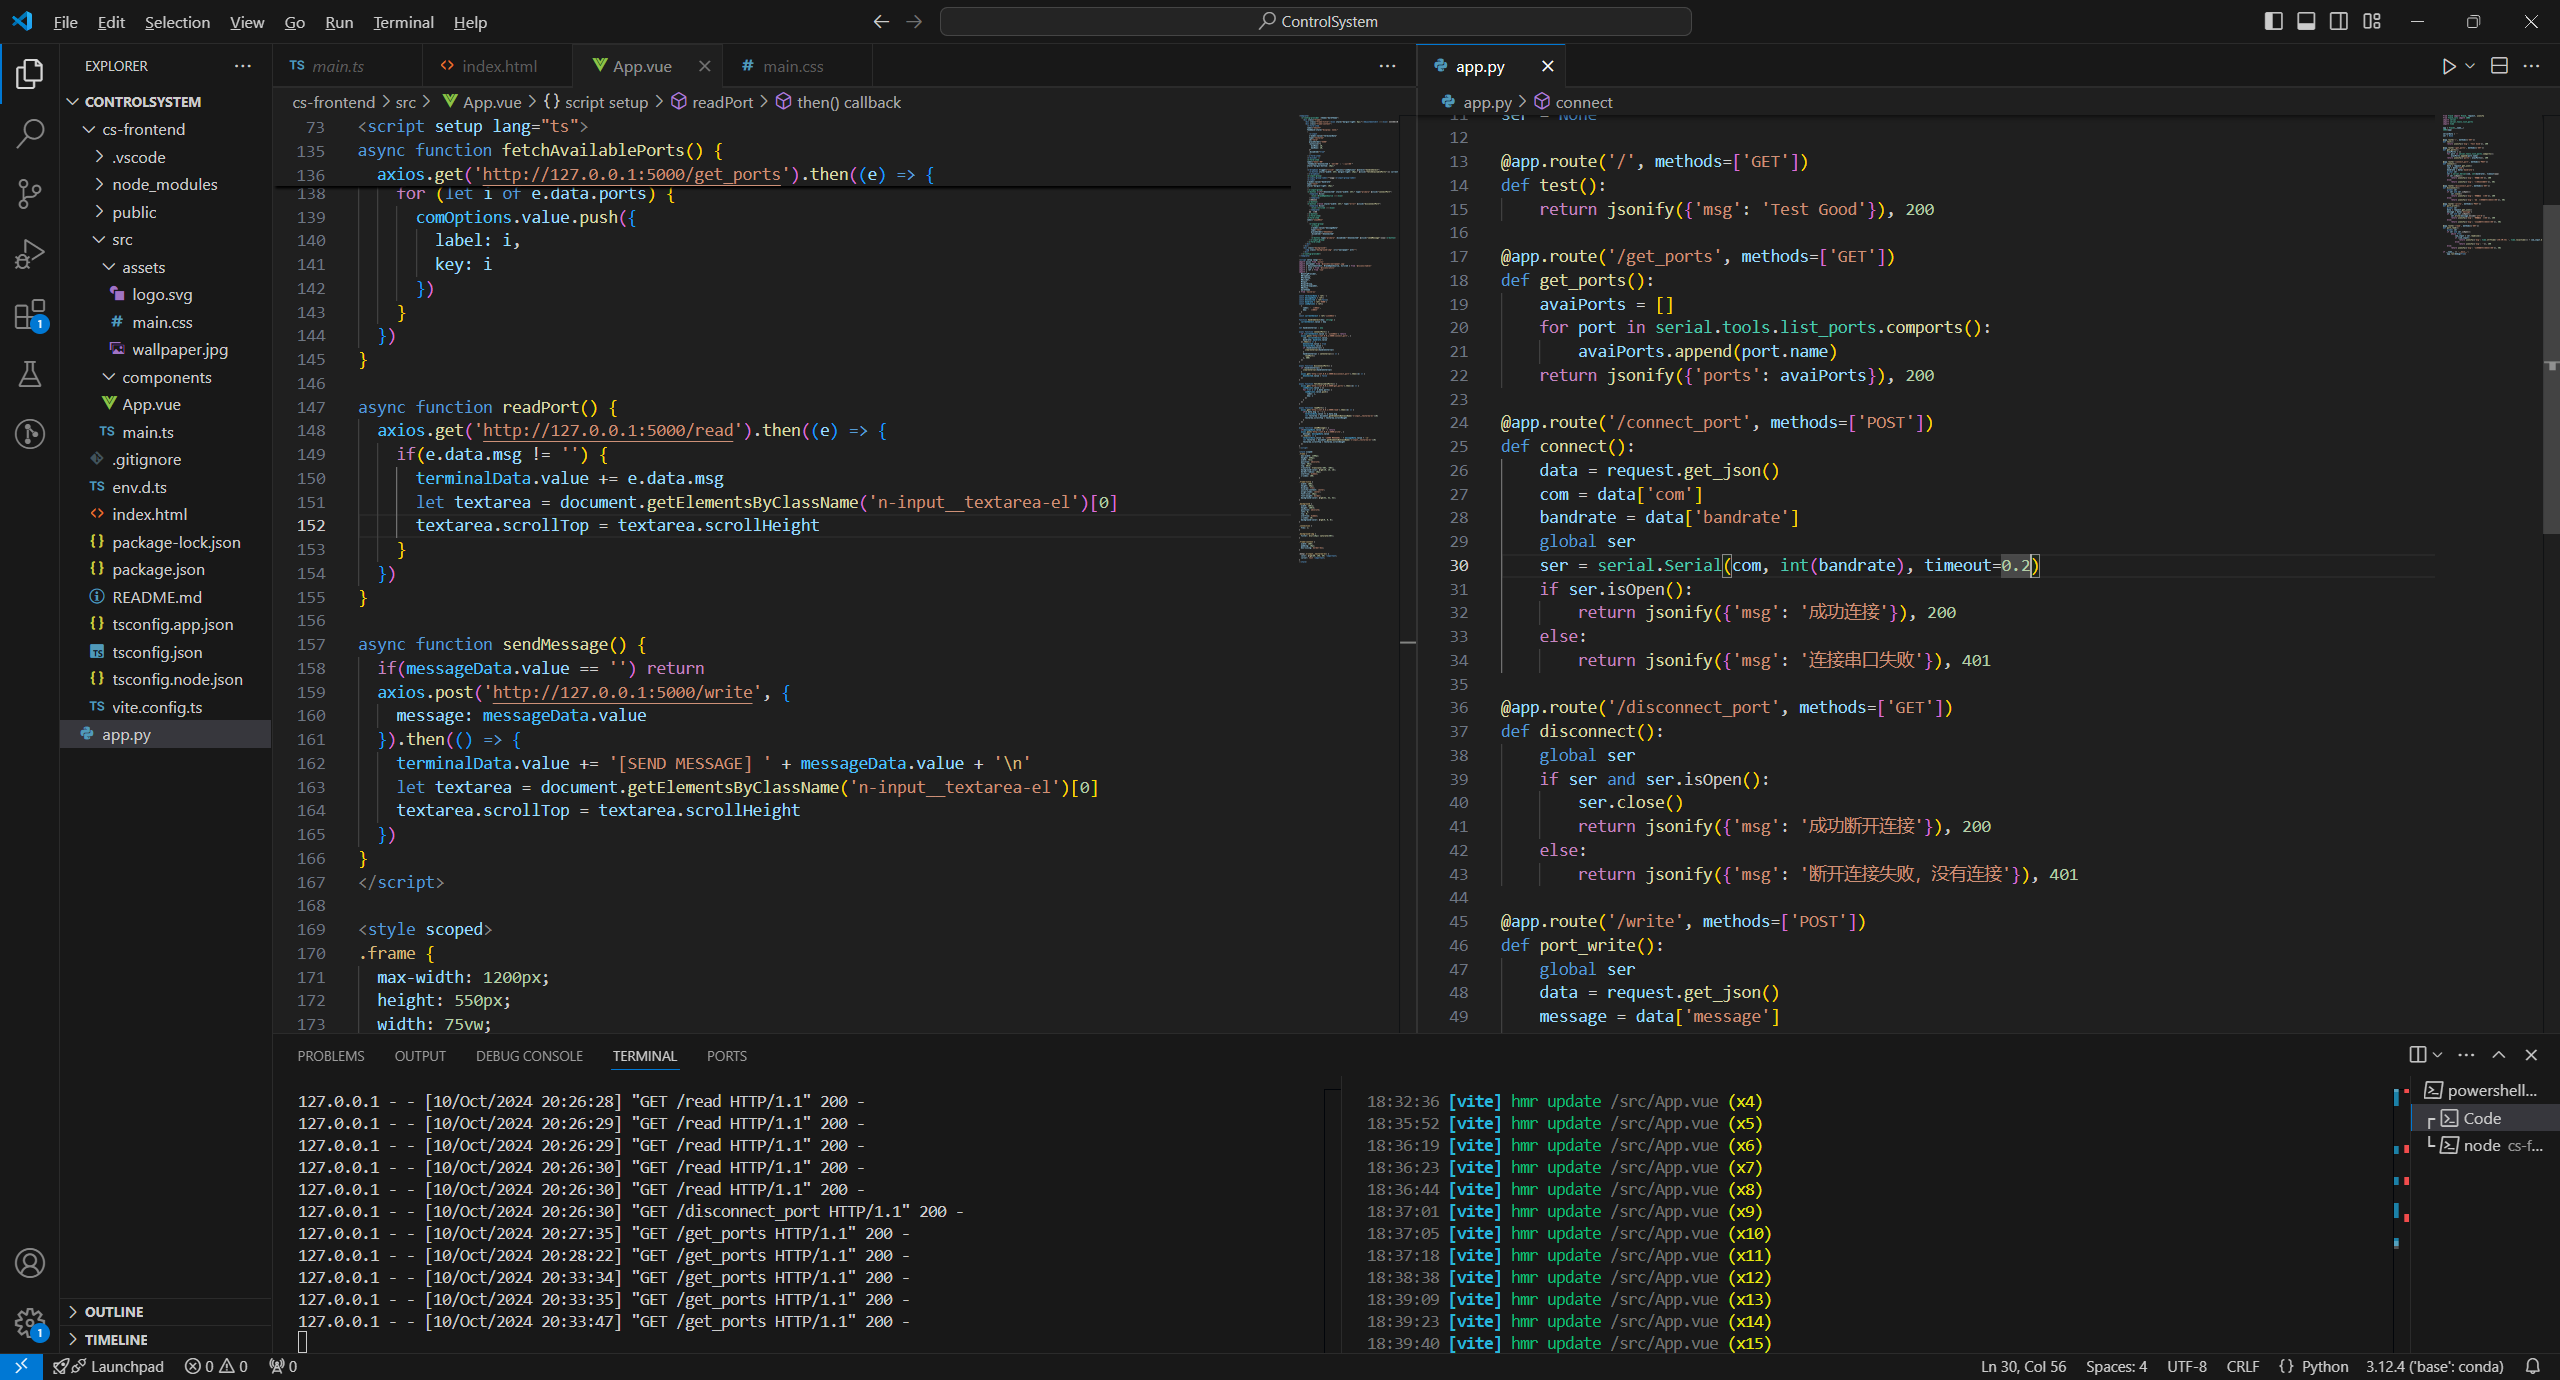 File Edit Selection View Go Run Terminal Help
ControlSystem
EXPLORER
CONTROLSYSTEM
cs-frontend
.vscode
node_modules
public
src
assets
logo.svg
main.css
wallpaper.jpg
components
App.vue
main.ts
.gitignore
env.d.ts
index.html
package-lock.json
package.json
README.md
tsconfig.app.json
tsconfig.json
tsconfig.node.json
vite.config.ts
app.py
OUTLINE
TIMELINE
main.ts index.html App.vue main.css
cs-frontend > src > App.vue > {} script setup > readPort > then() callback
73 <script setup lang="ts">
135 async function fetchAvailablePorts() {
136 axios.get('http://127.0.0.1:5000/get_ports').then((e) => {
138 for (let i of e.data.ports) {
139 comOptions.value.push({
140 label: i,
141 key: i
142 })
143 }
144 })
145 }
146
147 async function readPort() {
148 axios.get('http://127.0.0.1:5000/read').then((e) => {
149 if(e.data.msg != '') {
150 terminalData.value += e.data.msg
151 let textarea = document.getElementsByClassName('n-input__textarea-el')[0]
152 textarea.scrollTop = textarea.scrollHeight
153 }
154 })
155 }
156
157 async function sendMessage() {
158 if(messageData.value == '') return
159 axios.post('http://127.0.0.1:5000/write', {
160 message: messageData.value
161 }).then(() => {
162 terminalData.value += '[SEND MESSAGE] ' + messageData.value + '\n'
163 let textarea = document.getElementsByClassName('n-input__textarea-el')[0]
164 textarea.scrollTop = textarea.scrollHeight
165 })
166 }
167 </script>
168
169 <style scoped>
170 .frame {
171 max-width: 1200px;
172 height: 550px;
173 width: 75vw;
app.py
app.py > connect
11 ser = None
12
13 @app.route('/', methods=['GET'])
14 def test():
15 return jsonify({'msg': 'Test Good'}), 200
16
17 @app.route('/get_ports', methods=['GET'])
18 def get_ports():
19 avaiPorts = []
20 for port in serial.tools.list_ports.comports():
21 avaiPorts.append(port.name)
22 return jsonify({'ports': avaiPorts}), 200
23
24 @app.route('/connect_port', methods=['POST'])
25 def connect():
26 data = request.get_json()
27 com = data['com']
28 bandrate = data['bandrate']
29 global ser
30 ser = serial.Serial(com, int(bandrate), timeout=0.2)
31 if ser.isOpen():
32 return jsonify({'msg': '成功连接'}), 200
33 else:
34 return jsonify({'msg': '连接串口失败'}), 401
35
36 @app.route('/disconnect_port', methods=['GET'])
37 def disconnect():
38 global ser
39 if ser and ser.isOpen():
40 ser.close()
41 return jsonify({'msg': '成功断开连接'}), 200
42 else:
43 return jsonify({'msg': '断开连接失败，没有连接'}), 401
44
45 @app.route('/write', methods=['POST'])
46 def port_write():
47 global ser
48 data = request.get_json()
49 message = data['message']
PROBLEMS OUTPUT DEBUG CONSOLE TERMINAL PORTS
127.0.0.1 - - [10/Oct/2024 20:26:28] "GET /read HTTP/1.1" 200 -
127.0.0.1 - - [10/Oct/2024 20:26:29] "GET /read HTTP/1.1" 200 -
127.0.0.1 - - [10/Oct/2024 20:26:29] "GET /read HTTP/1.1" 200 -
127.0.0.1 - - [10/Oct/2024 20:26:30] "GET /read HTTP/1.1" 200 -
127.0.0.1 - - [10/Oct/2024 20:26:30] "GET /read HTTP/1.1" 200 -
127.0.0.1 - - [10/Oct/2024 20:26:30] "GET /disconnect_port HTTP/1.1" 200 -
127.0.0.1 - - [10/Oct/2024 20:27:35] "GET /get_ports HTTP/1.1" 200 -
127.0.0.1 - - [10/Oct/2024 20:28:22] "GET /get_ports HTTP/1.1" 200 -
127.0.0.1 - - [10/Oct/2024 20:33:34] "GET /get_ports HTTP/1.1" 200 -
127.0.0.1 - - [10/Oct/2024 20:33:35] "GET /get_ports HTTP/1.1" 200 -
127.0.0.1 - - [10/Oct/2024 20:33:47] "GET /get_ports HTTP/1.1" 200 -
18:32:36 [vite] hmr update /src/App.vue (x4)
18:35:52 [vite] hmr update /src/App.vue (x5)
18:36:19 [vite] hmr update /src/App.vue (x6)
18:36:23 [vite] hmr update /src/App.vue (x7)
18:36:44 [vite] hmr update /src/App.vue (x8)
18:37:01 [vite] hmr update /src/App.vue (x9)
18:37:05 [vite] hmr update /src/App.vue (x10)
18:37:18 [vite] hmr update /src/App.vue (x11)
18:38:38 [vite] hmr update /src/App.vue (x12)
18:39:09 [vite] hmr update /src/App.vue (x13)
18:39:23 [vite] hmr update /src/App.vue (x14)
18:39:40 [vite] hmr update /src/App.vue (x15)
powershell...
Code
node cs-f...
Launchpad 0 0 0 Ln 30, Col 56 Spaces: 4 UTF-8 CRLF {} Python 3.12.4 ('base': conda)